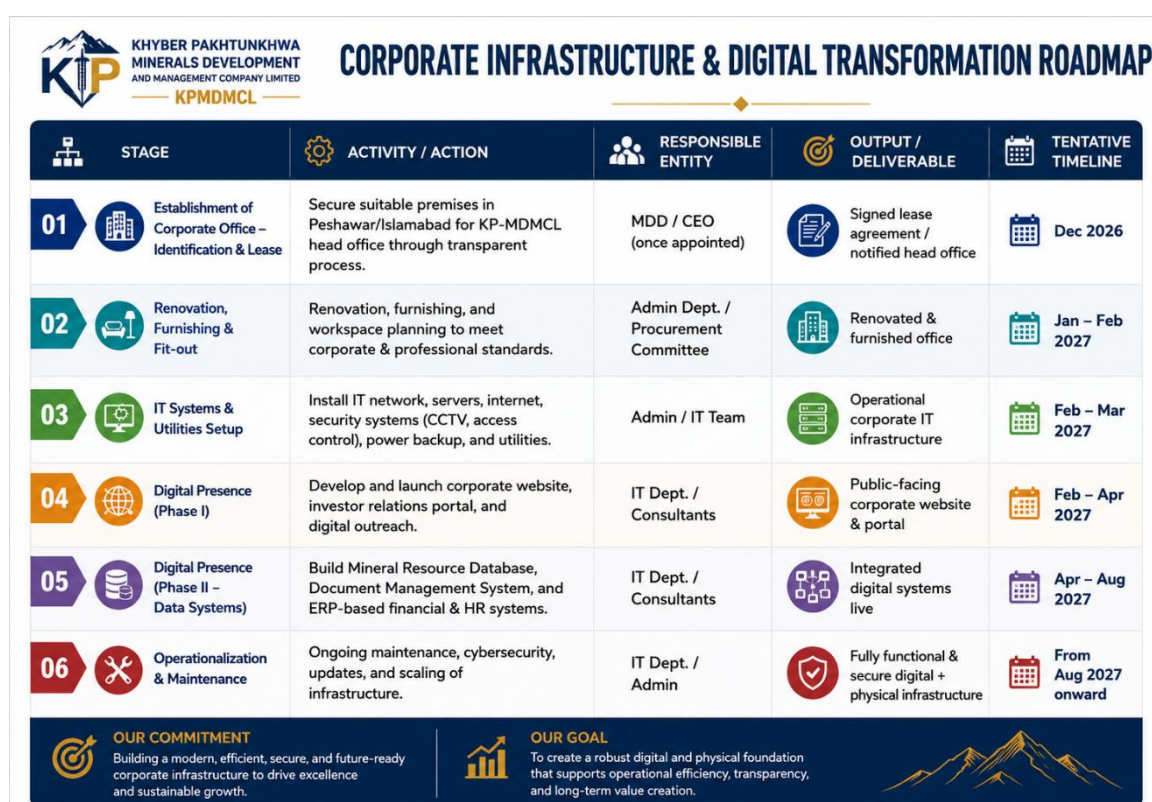 KHYBER PAKHTUNKHWA
MINERALS DEVELOPMENT
AND MANAGEMENT COMPANY LIMITED
KPMDMCL
KP
CORPORATE INFRASTRUCTURE & DIGITAL TRANSFORMATION ROADMAP
STAGE
ACTIVITY / ACTION
RESPONSIBLE
ENTITY
OUTPUT /
DELIVERABLE
TENTATIVE
TIMELINE
01
Establishment of
Corporate Office –
Identification & Lease
Secure suitable premises in
Peshawar/Islamabad for KP-MDMCL
head office through transparent
process.
MDD / CEO
(once appointed)
Signed lease
agreement /
notified head office
Dec 2026
02
Renovation,
Furnishing &
Fit-out
Renovation, furnishing, and
workspace planning to meet
corporate & professional standards.
Admin Dept. /
Procurement
Committee
Renovated &
furnished office
Jan – Feb
2027
03
IT Systems &
Utilities Setup
Install IT network, servers, internet,
security systems (CCTV, access
control), power backup, and utilities.
Admin / IT Team
Operational
corporate IT
infrastructure
Feb – Mar
2027
04
Digital Presence
(Phase I)
Develop and launch corporate website,
investor relations portal, and
digital outreach.
IT Dept. /
Consultants
Public-facing
corporate website
& portal
Feb – Apr
2027
05
Digital Presence
(Phase II –
Data Systems)
Build Mineral Resource Database,
Document Management System, and
ERP-based financial & HR systems.
IT Dept. /
Consultants
Integrated
digital systems
live
Apr – Aug
2027
06
Operationalization
& Maintenance
Ongoing maintenance, cybersecurity,
updates, and scaling of
infrastructure.
IT Dept. /
Admin
Fully functional &
secure digital +
physical infrastructure
From
Aug 2027
onward
OUR COMMITMENT
Building a modern, efficient, secure, and future-ready
corporate infrastructure to drive excellence
and sustainable growth.
OUR GOAL
To create a robust digital and physical foundation
that supports operational efficiency, transparency,
and long-term value creation.